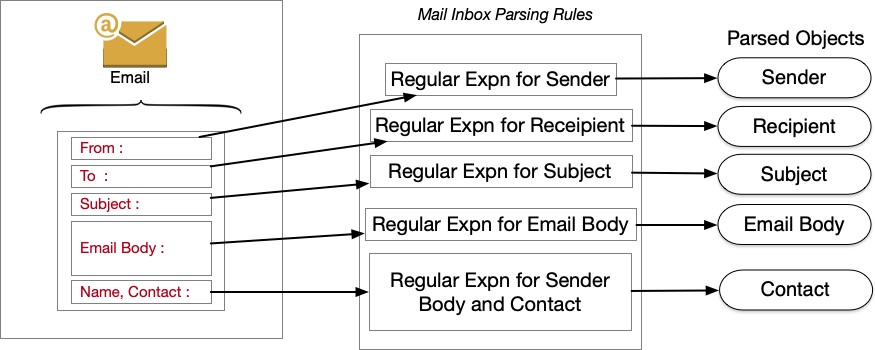 @
Email
From :
To :
Subject :
Email Body :
Name, Contact :
Mail Inbox Parsing Rules
Regular Expn for Sender
Regular Expn for Receipient
Regular Expn for Subject
Regular Expn for Email Body
Regular Expn for Sender
Body and Contact
Parsed Objects
Sender
Recipient
Subject
Email Body
Contact